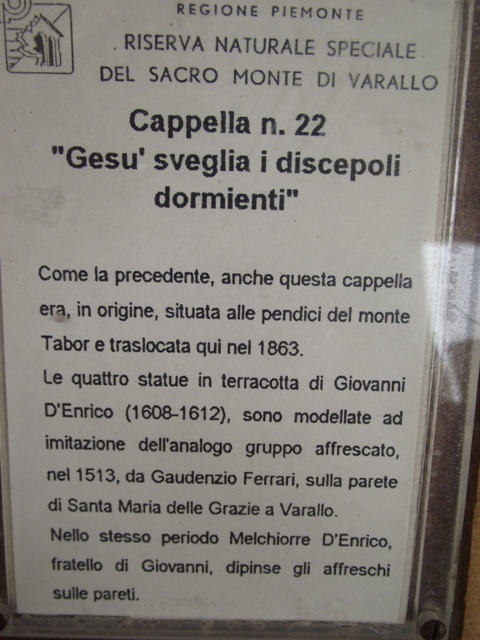 REGIONE PIEMONTE
RISERVA NATURALE SPECIALE
DEL SACRO MONTE DI VARALLO
Cappella n. 22
"Gesu' sveglia i discepoli
dormienti"
Come la precedente, anche questa cappella
era, in origine, situata alle pendici del monte
Tabor e traslocata qui nel 1863.
Le quattro statue in terracotta di Giovanni
D'Enrico (1608-1612), sono modellate ad
imitazione dell'analogo gruppo affrescato,
nel 1513, da Gaudenzio Ferrari, sulla parete
di Santa Maria delle Grazie a Varallo.
Nello stesso periodo Melchiorre D'Enrico,
fratello di Giovanni, dipinse gli affreschi
sulle pareti.